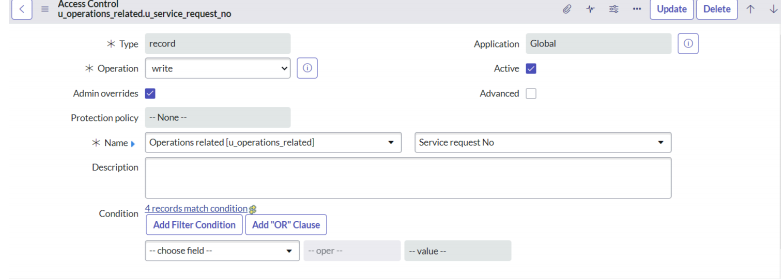 Access Control
u_operations_related.u_service_request_no
Update Delete
Type record
Application Global
Operation write
Active
Admin overrides
Advanced
Protection policy -- None --
Name Operations related [u_operations_related] Service request No
Description
Condition
4 records match condition
Add Filter Condition Add "OR" Clause
-- choose field -- -- oper -- -- value --